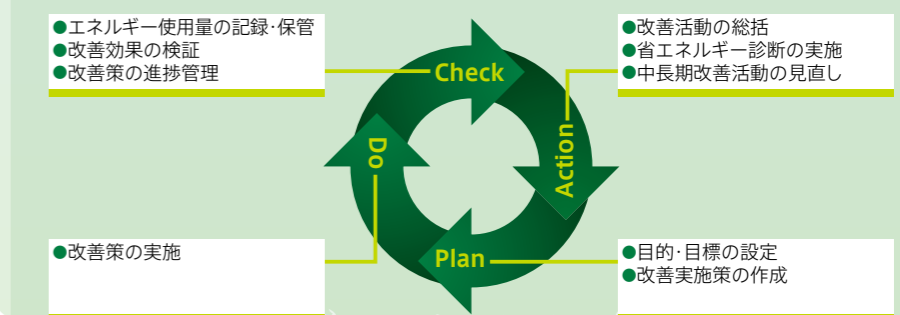 ●エネルギー使用量の記録･保管
●改善効果の検証
●改善策の進捗管理
Check
●改善活動の総括
●省エネルギー診断の実施
●中長期改善活動の見直し
Do
Action
●改善策の実施
Plan
●目的･目標の設定
●改善実施策の作成